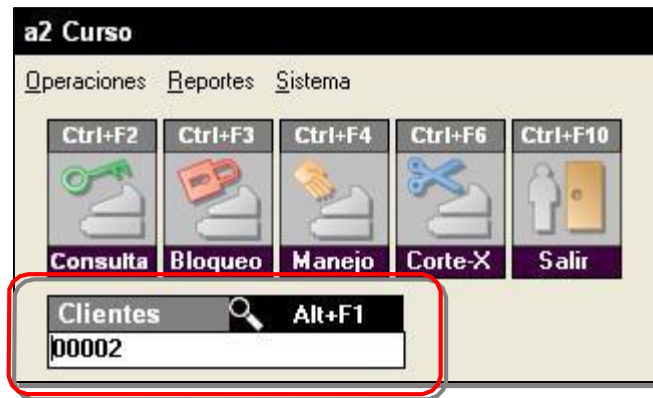 a2 Curso
Operaciones Reportes Sistema
Ctrl+F2 Ctrl+F3 Ctrl+F4 Ctrl+F6 Ctrl+F10
Consulta Bloqueo Manejo Corte-X Salir
Clientes Alt+F1
00002